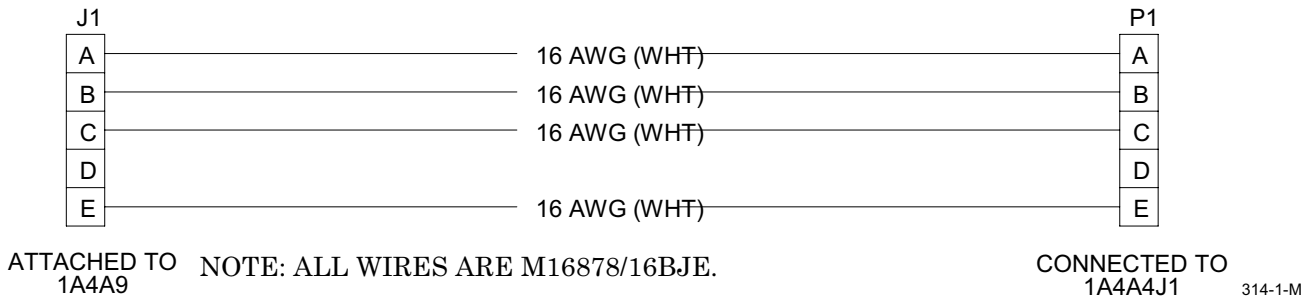 J1 P1
A 16 AWG (WHT) A
B 16 AWG (WHT) B
C 16 AWG (WHT) C
D D
E 16 AWG (WHT) E
ATTACHED TO
1A4A9
NOTE: ALL WIRES ARE M16878/16BJE.
CONNECTED TO
1A4A4J1
314-1-M